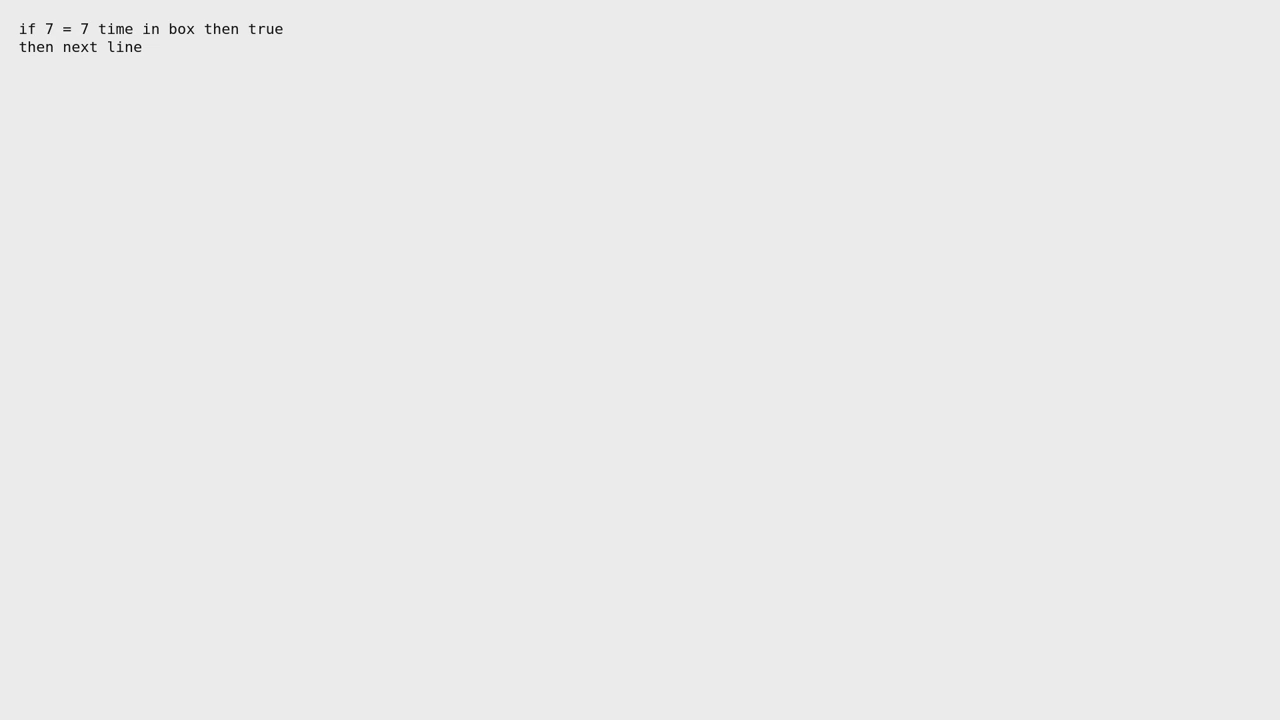 if 7 = 7 time in box then true
then next line